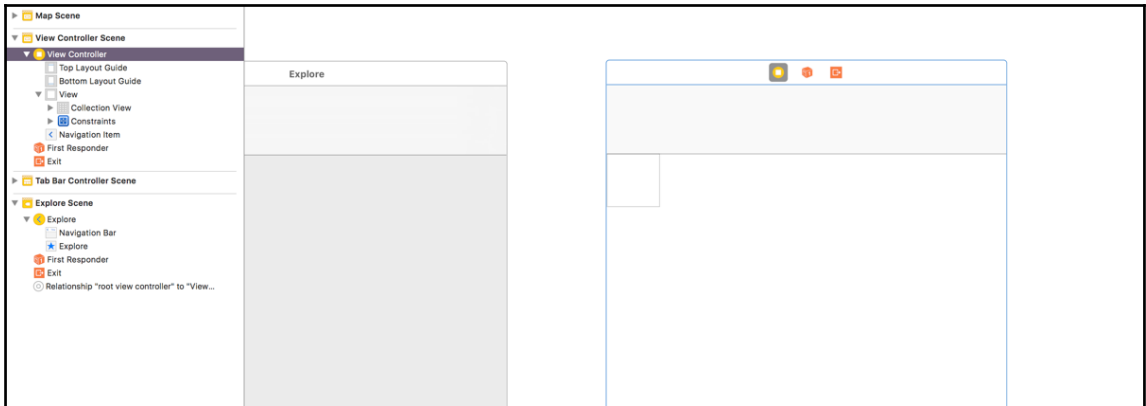 Map Scene
View Controller Scene
View Controller
Top Layout Guide
Bottom Layout Guide
View
Collection View
Constraints
Navigation Item
First Responder
Exit
Tab Bar Controller Scene
Explore Scene
Explore
Navigation Bar
Explore
First Responder
Exit
Relationship "root view controller" to "View...
Explore